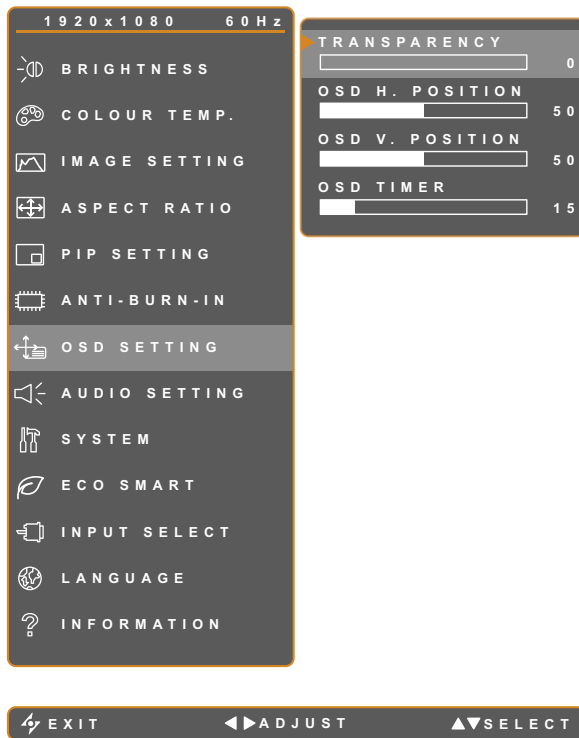 1920x1080 60Hz
BRIGHTNESS
COLOUR TEMP.
IMAGE SETTING
ASPECT RATIO
PIP SETTING
ANTI-BURN-IN
OSD SETTING
AUDIO SETTING
SYSTEM
ECO SMART
INPUT SELECT
LANGUAGE
INFORMATION
TRANSPARENCY
0
OSD H. POSITION
50
OSD V. POSITION
50
OSD TIMER
15
EXIT ADJUST SELECT